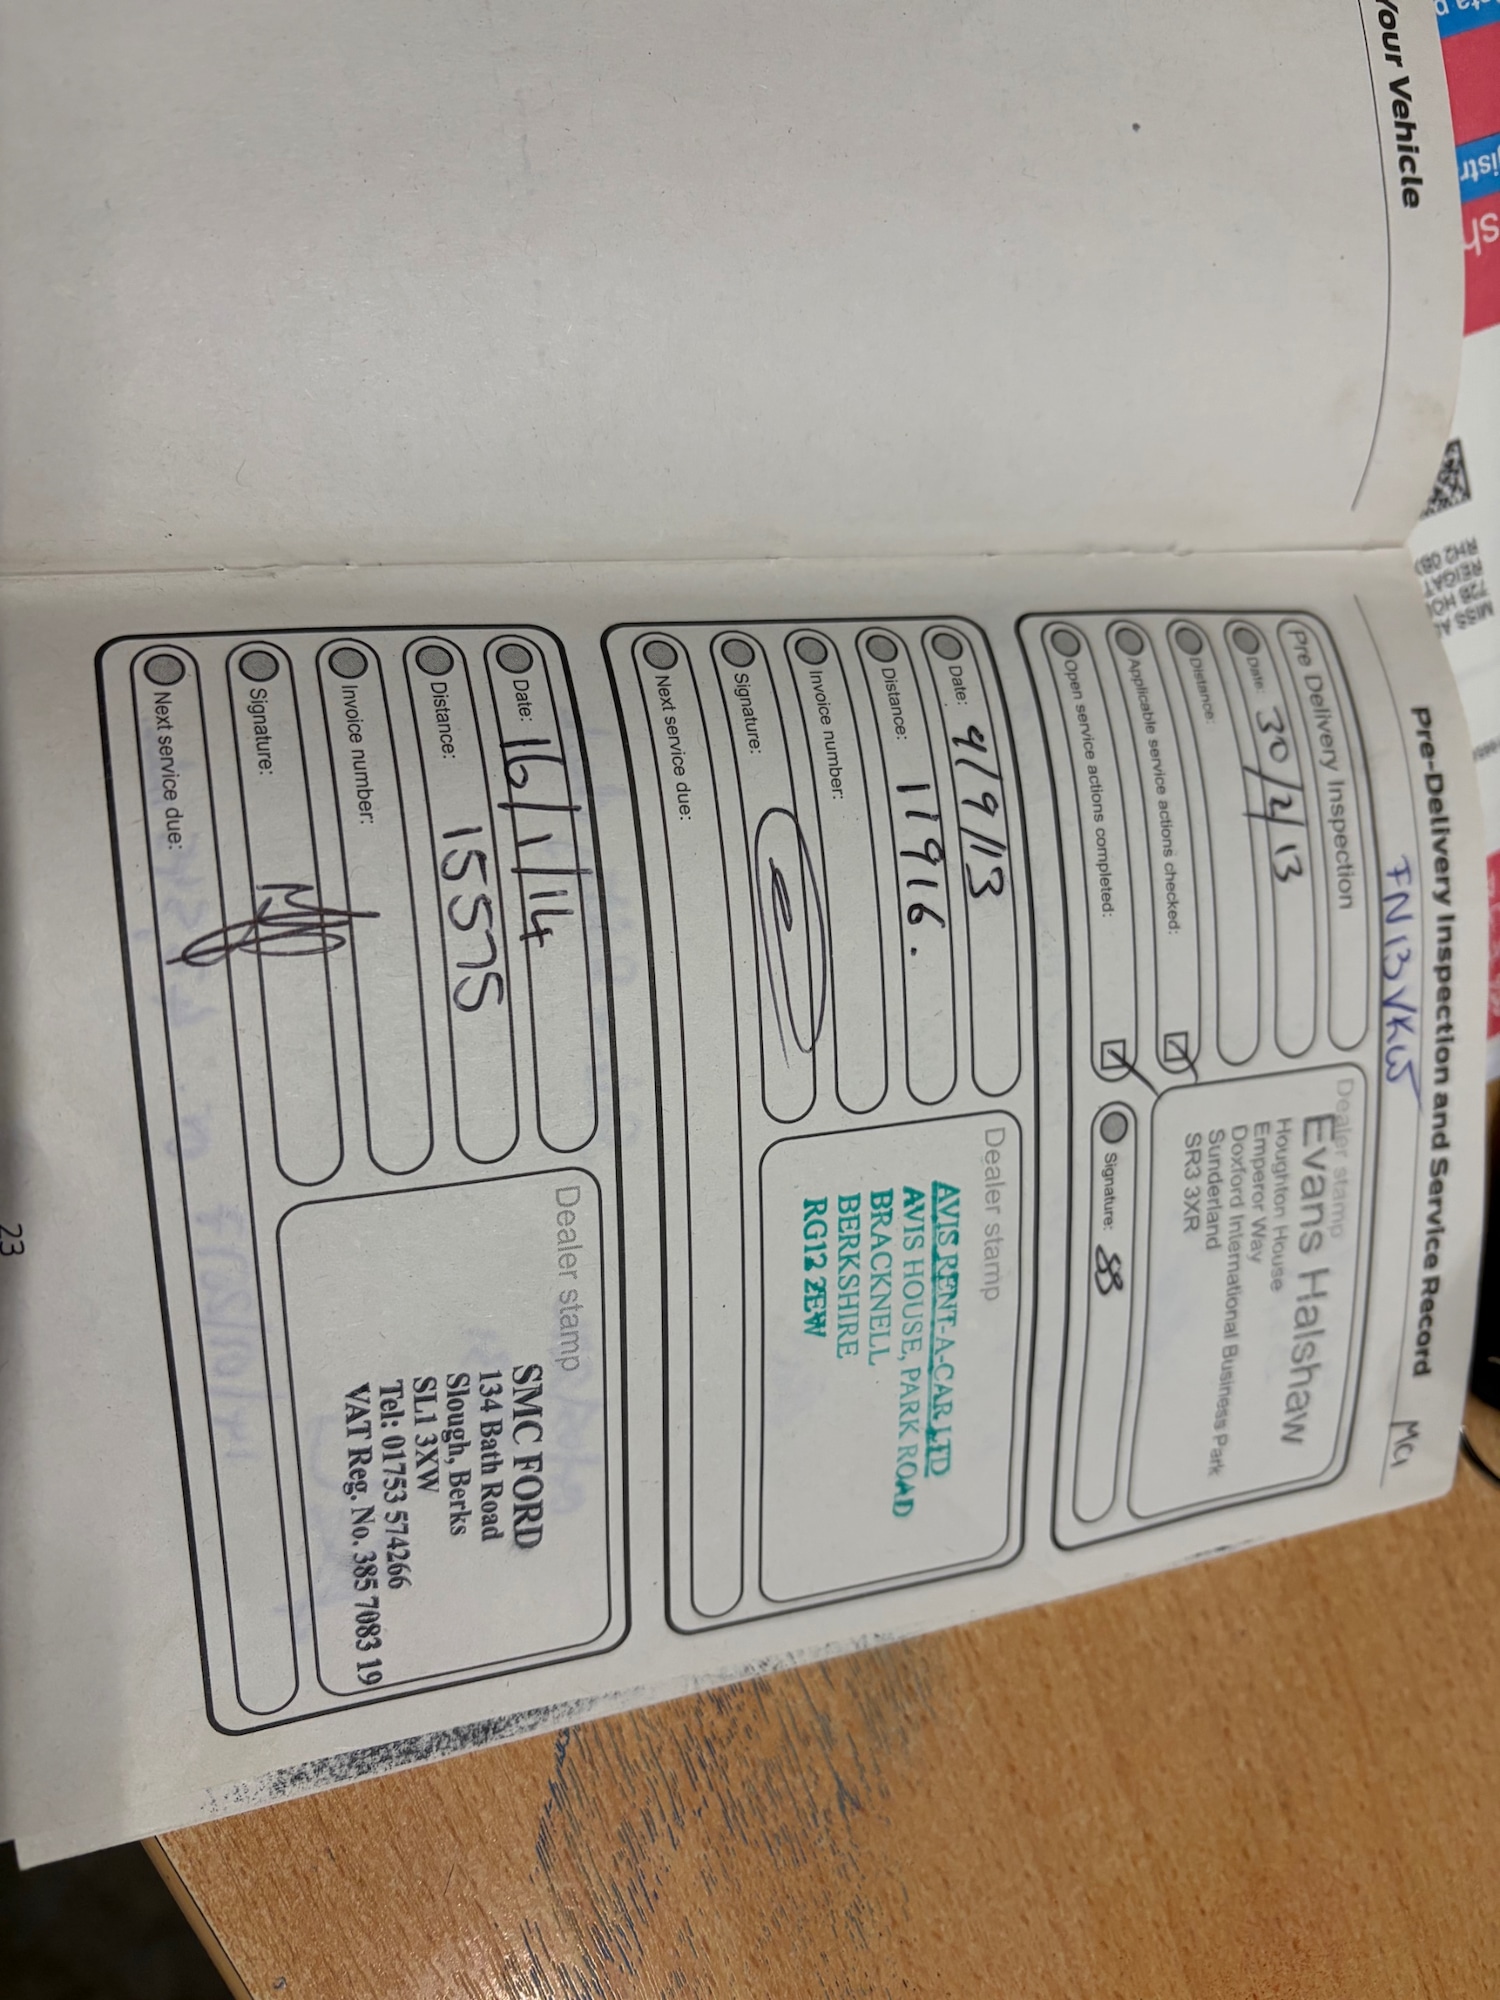 Your Vehicle
Pre-Delivery Inspection and Service Record
FN13VKW
MG
Pre Delivery Inspection
Date: 30/2/13
Distance:
Applicable service actions checked:
Open service actions completed:
Dealer stamp
Evans Halshaw
Houghton House
Emperor Way
Doxford International Business Park
Sunderland
SR3 3XR
Signature:
Date: 9/9/13
Distance: 11916.
Invoice number:
Signature:
Next service due:
Dealer stamp
AVIS RENT-A-CAR LTD
AVIS HOUSE, PARK ROAD
BRACKNELL
BERKSHIRE
RG12 2EW
Date: 16/1/14
Distance: 15575
Invoice number:
Signature:
Next service due:
Dealer stamp
SMC FORD
134 Bath Road
Slough, Berks
SL1 3XW
Tel: 01753 574266
VAT Reg. No. 385 7083 19
23